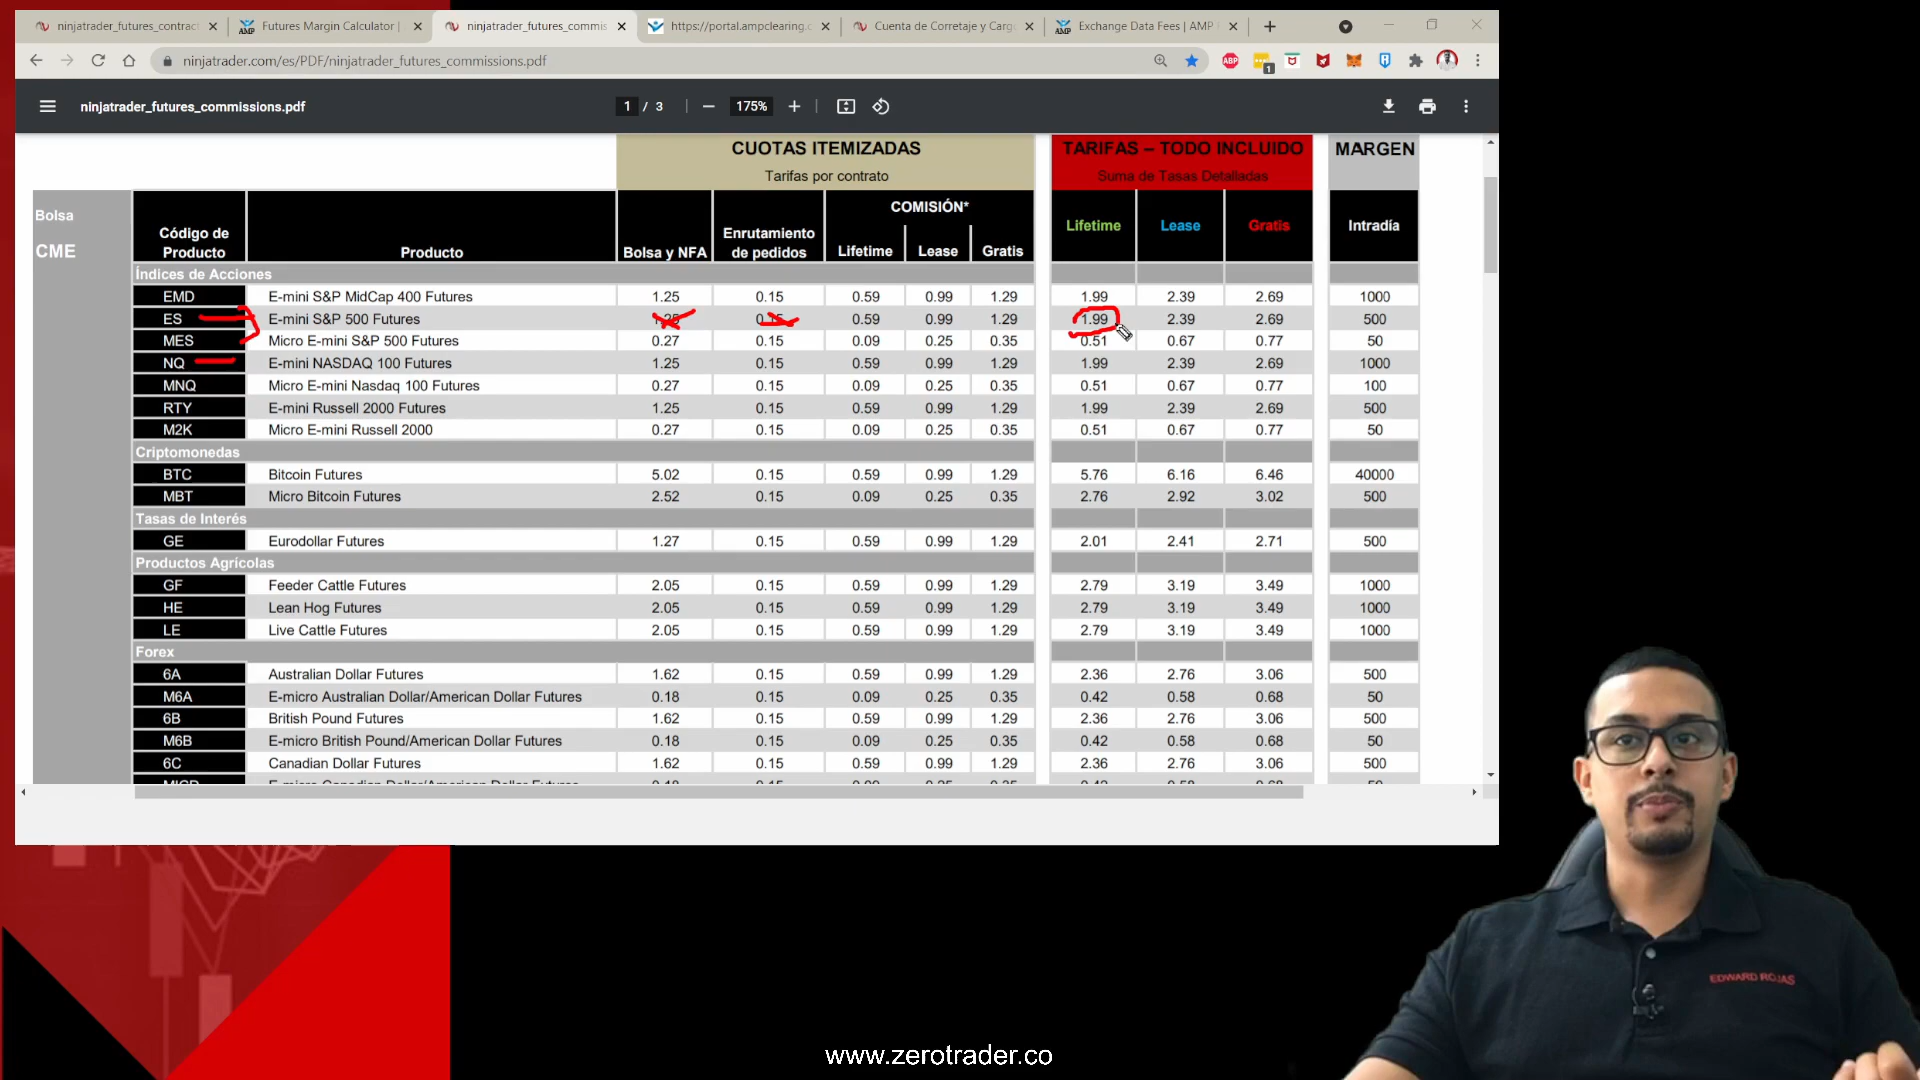 ninjatrader_futures_contract
Futures Margin Calculator |
ninjatrader_futures_commis
https://portal.ampclearing.c
Cuenta de Corretaje y Carg
Exchange Data Fees | AMP
ninjatrader.com/es/PDF/ninjatrader_futures_commissions.pdf
ninjatrader_futures_commissions.pdf
1 / 3
175%
CUOTAS ITEMIZADAS
Tarifas por contrato
TARIFAS – TODO INCLUIDO
Suma de Tasas Detalladas
MARGEN
Bolsa
CME
Código de Producto
Producto
Bolsa y NFA
Enrutamiento de pedidos
COMISIÓN*
Lifetime Lease Gratis
Lifetime Lease Gratis
Intradía
Índices de Acciones
EMD E-mini S&P MidCap 400 Futures 1.25 0.15 0.59 0.99 1.29 1.99 2.39 2.69 1000
ES E-mini S&P 500 Futures 1.25 0.15 0.59 0.99 1.29 1.99 2.39 2.69 500
MES Micro E-mini S&P 500 Futures 0.27 0.15 0.09 0.25 0.35 0.51 0.67 0.77 50
NQ E-mini NASDAQ 100 Futures 1.25 0.15 0.59 0.99 1.29 1.99 2.39 2.69 1000
MNQ Micro E-mini Nasdaq 100 Futures 0.27 0.15 0.09 0.25 0.35 0.51 0.67 0.77 100
RTY E-mini Russell 2000 Futures 1.25 0.15 0.59 0.99 1.29 1.99 2.39 2.69 500
M2K Micro E-mini Russell 2000 0.27 0.15 0.09 0.25 0.35 0.51 0.67 0.77 50
Criptomonedas
BTC Bitcoin Futures 5.02 0.15 0.59 0.99 1.29 5.76 6.16 6.46 40000
MBT Micro Bitcoin Futures 2.52 0.15 0.09 0.25 0.35 2.76 2.92 3.02 500
Tasas de Interés
GE Eurodollar Futures 1.27 0.15 0.59 0.99 1.29 2.01 2.41 2.71 500
Productos Agrícolas
GF Feeder Cattle Futures 2.05 0.15 0.59 0.99 1.29 2.79 3.19 3.49 1000
HE Lean Hog Futures 2.05 0.15 0.59 0.99 1.29 2.79 3.19 3.49 1000
LE Live Cattle Futures 2.05 0.15 0.59 0.99 1.29 2.79 3.19 3.49 1000
Forex
6A Australian Dollar Futures 1.62 0.15 0.59 0.99 1.29 2.36 2.76 3.06 500
M6A E-micro Australian Dollar/American Dollar Futures 0.18 0.15 0.09 0.25 0.35 0.42 0.58 0.68 50
6B British Pound Futures 1.62 0.15 0.59 0.99 1.29 2.36 2.76 3.06 500
M6B E-micro British Pound/American Dollar Futures 0.18 0.15 0.09 0.25 0.35 0.42 0.58 0.68 50
6C Canadian Dollar Futures 1.62 0.15 0.59 0.99 1.29 2.36 2.76 3.06 500
EDWARD ROJAS
www.zerotrader.co